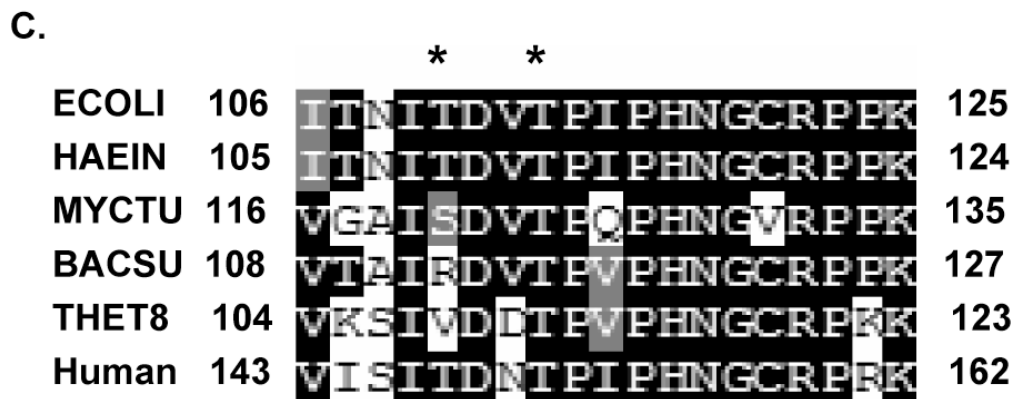 C.
* *
ECOLI 106 ITNITDVTPIPHNGCRPPK 125
HAEIN 105 ITNITDVTPIPHNGCRPPK 124
MYCTU 116 VGAISDVTPQPHNGVRPPK 135
BACSU 108 VTAIRDVTPVPHNGCRPPK 127
THET8 104 VKSIVDDTPVPHNGCRPKK 123
Human 143 VISITDNTPIPHNGCRPRK 162